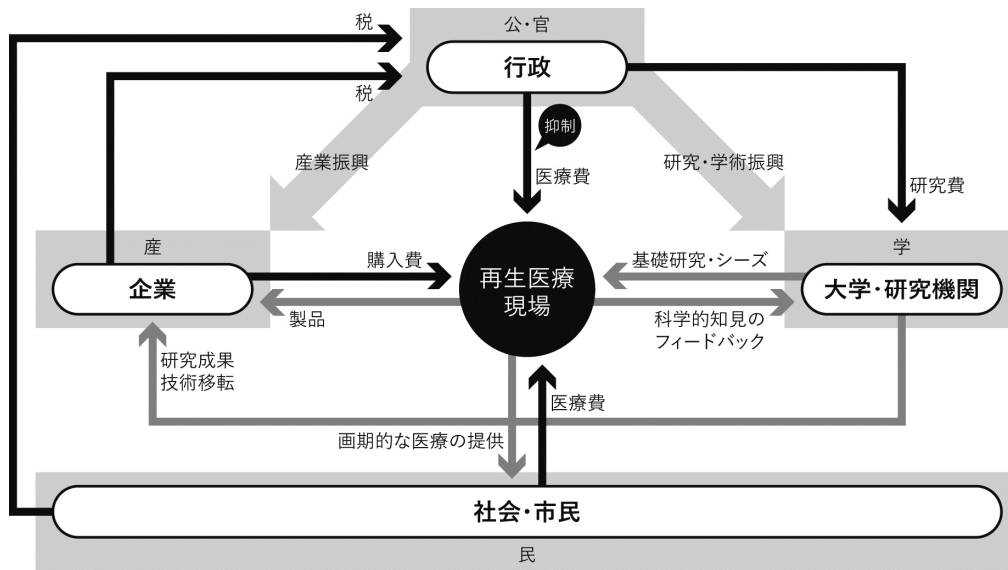 税
公・官
行政
税
抑制
産業振興
研究・学術振興
医療費
研究費
産
購入費
基礎研究・シーズ
学
企業
再生医療
現場
大学・研究機関
製品
科学的知見の
フィードバック
研究成果
技術移転
医療費
画期的な医療の提供
社会・市民
民